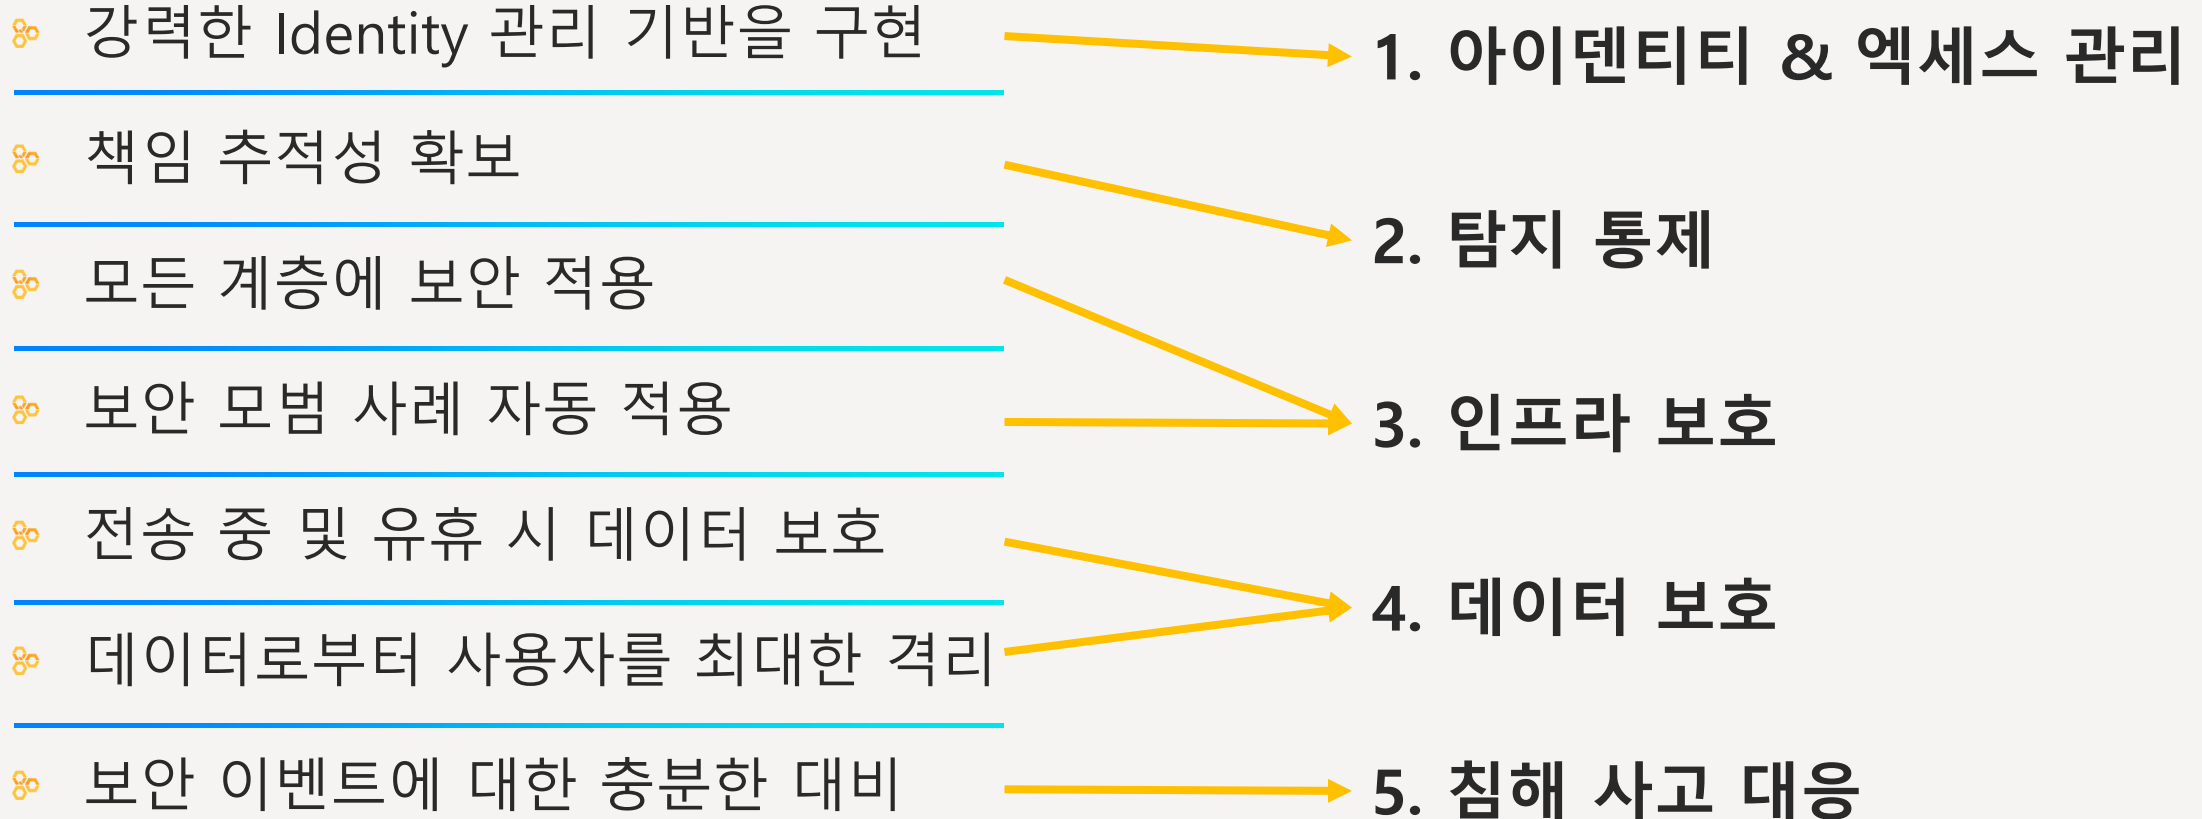 강력한 Identity 관리 기반을 구현
책임 추적성 확보
모든 계층에 보안 적용
보안 모범 사례 자동 적용
전송 중 및 유휴 시 데이터 보호
데이터로부터 사용자를 최대한 격리
보안 이벤트에 대한 충분한 대비
1. 아이덴티티 & 엑세스 관리
2. 탐지 통제
3. 인프라 보호
4. 데이터 보호
5. 침해 사고 대응